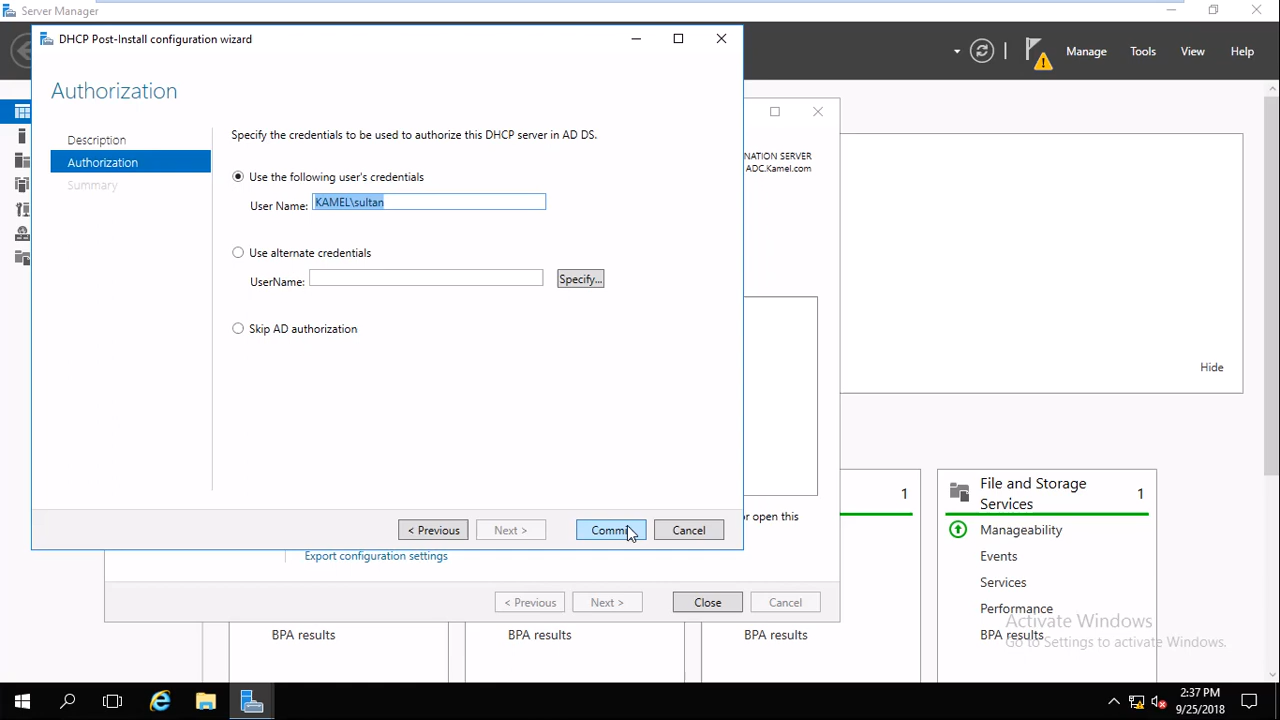 Server Manager
DHCP Post-Install configuration wizard
Manage
Tools
View
Help
Authorization
Description
Authorization
Summary
Specify the credentials to be used to authorize this DHCP server in AD DS.
Use the following user's credentials
User Name: KAMEL\sultan
Use alternate credentials
UserName:
Specify...
Skip AD authorization
NATION SERVER
ADC.Kamel.com
Hide
< Previous
Next >
Commi
Cancel
or open this
Export configuration settings
< Previous
Next >
Close
Cancel
BPA results
BPA results
1
BPA results
File and Storage
Services
1
Manageability
Events
Services
Performance
BPA results
Activate Windows
Go to Settings to activate Windows.
2:37 PM
9/25/2018